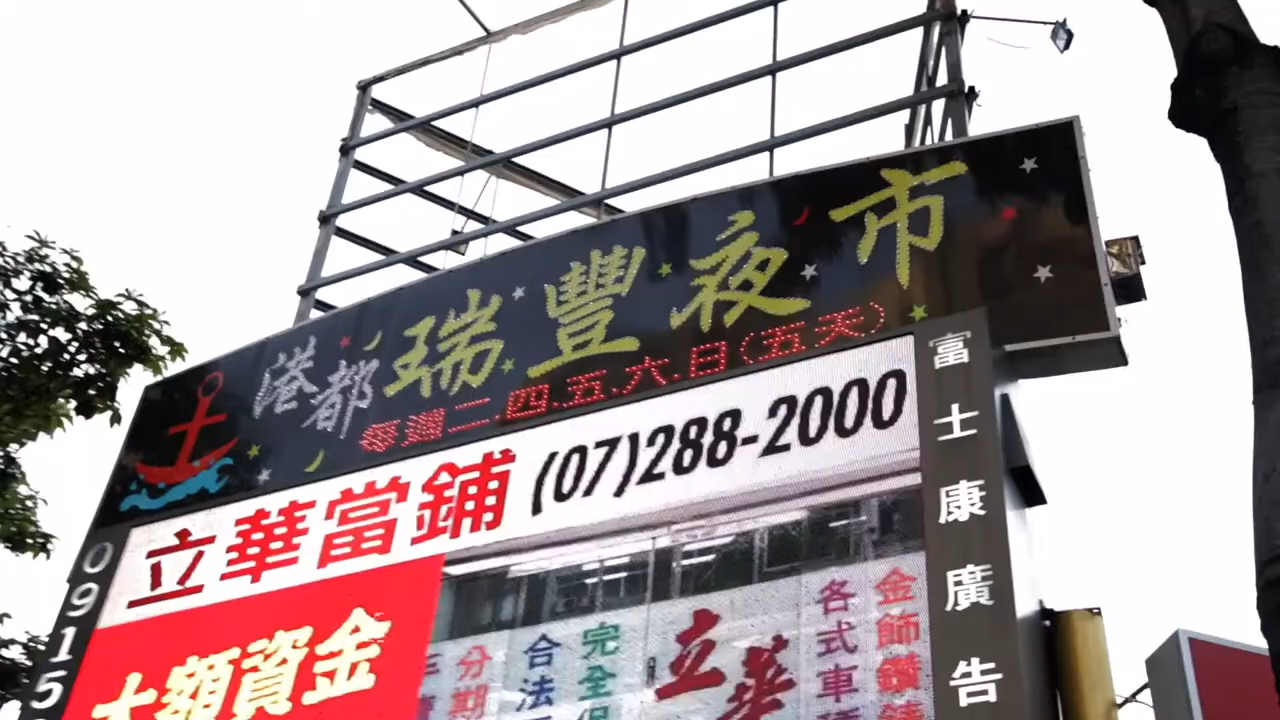 港都瑞豐夜市
每週二.四.五.六.日(五天)
立華當鋪 (07)288-2000
富士康廣告
0915
大額資金
分期
合法
完全
立華
各式車
金飾鑽錶